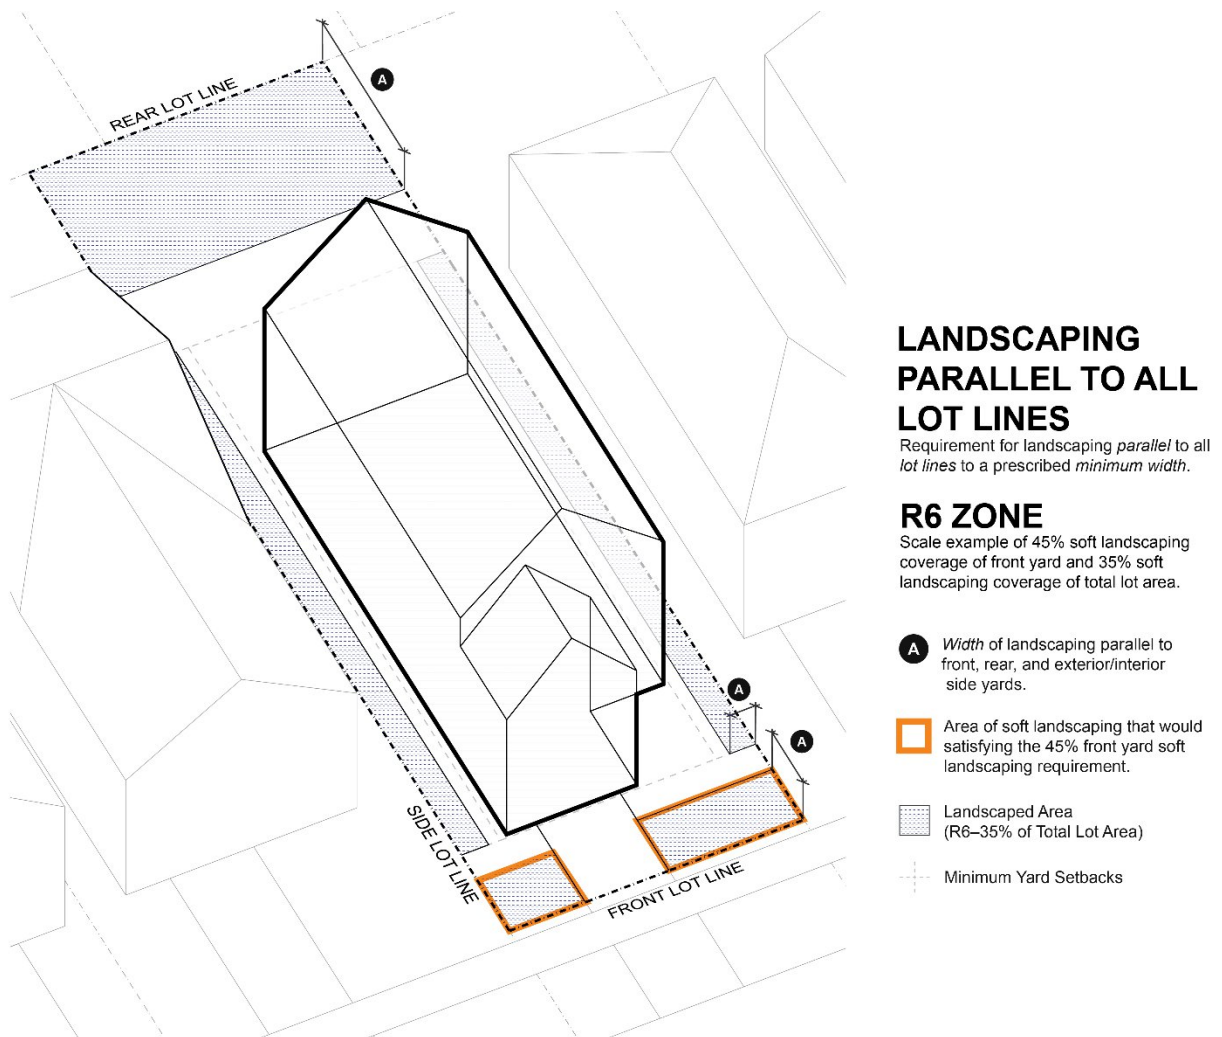 A
REAR LOT LINE
LANDSCAPING
PARALLEL TO ALL
LOT LINES
Requirement for landscaping parallel to all
lot lines to a prescribed minimum width.
R6 ZONE
Scale example of 45% soft landscaping
coverage of front yard and 35% soft
landscaping coverage of total lot area.
A
Width of landscaping parallel to
front, rear, and exterior/interior
side yards.
A
A
Area of soft landscaping that would
satisfying the 45% front yard soft
landscaping requirement.
SIDE LOT LINE
FRONT LOT LINE
Landscaped Area
(R6–35% of Total Lot Area)
Minimum Yard Setbacks